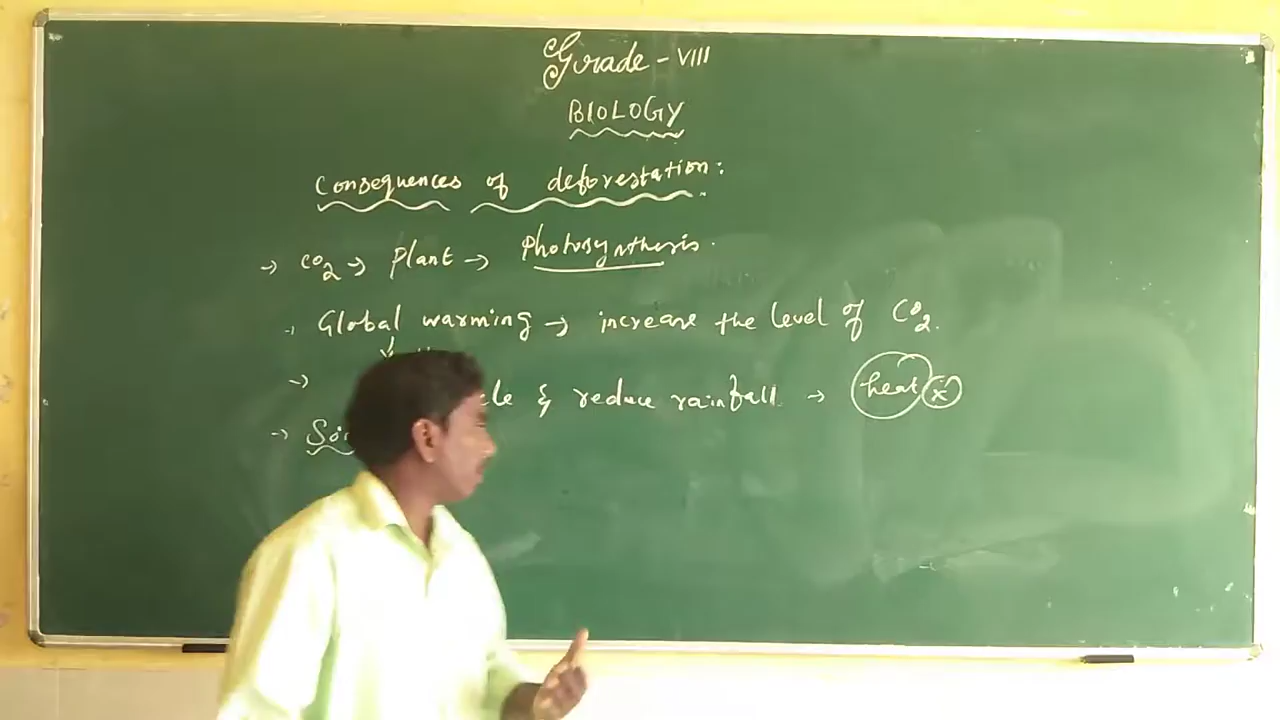 Grade - VIII
BIOLOGY
Consequences of deforestation:
→ CO2 → Plant → Photosynthesis.
→ Global warming → increase the level of CO2.
→ & reduce rainfall → heat x
→